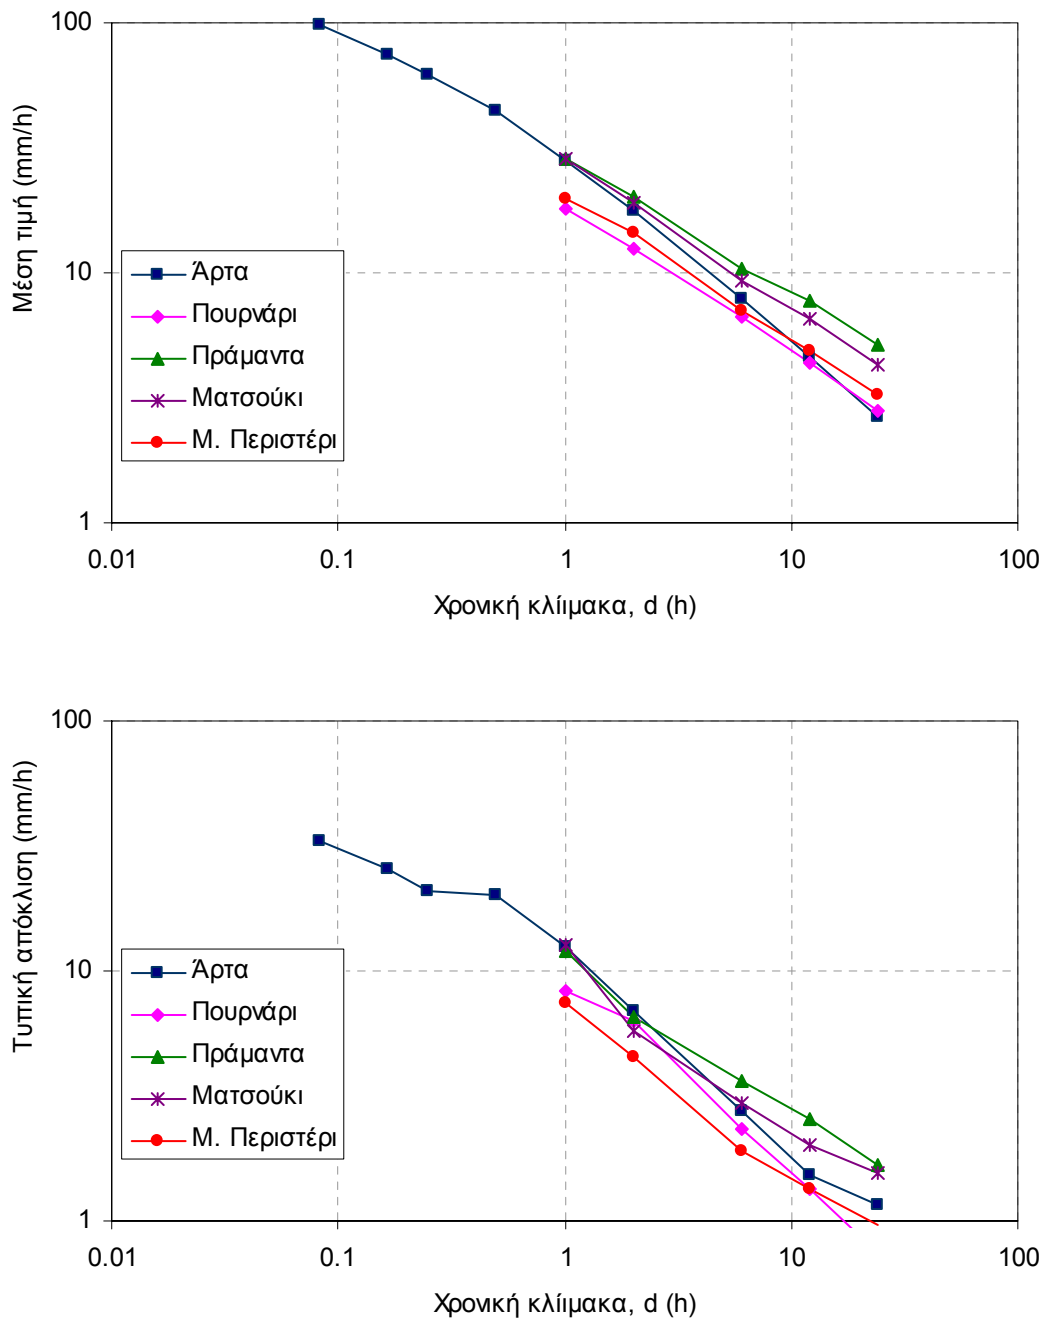 100
10
1
Μέση τιμή (mm/h)
Άρτα
Πουρνάρι
Πράμαντα
Ματσούκι
Μ. Περιστέρι
0.01 0.1 1 10 100
Χρονική κλίιμακα, d (h)
100
10
1
Τυπική απόκλιση (mm/h)
Άρτα
Πουρνάρι
Πράμαντα
Ματσούκι
Μ. Περιστέρι
0.01 0.1 1 10 100
Χρονική κλίιμακα, d (h)